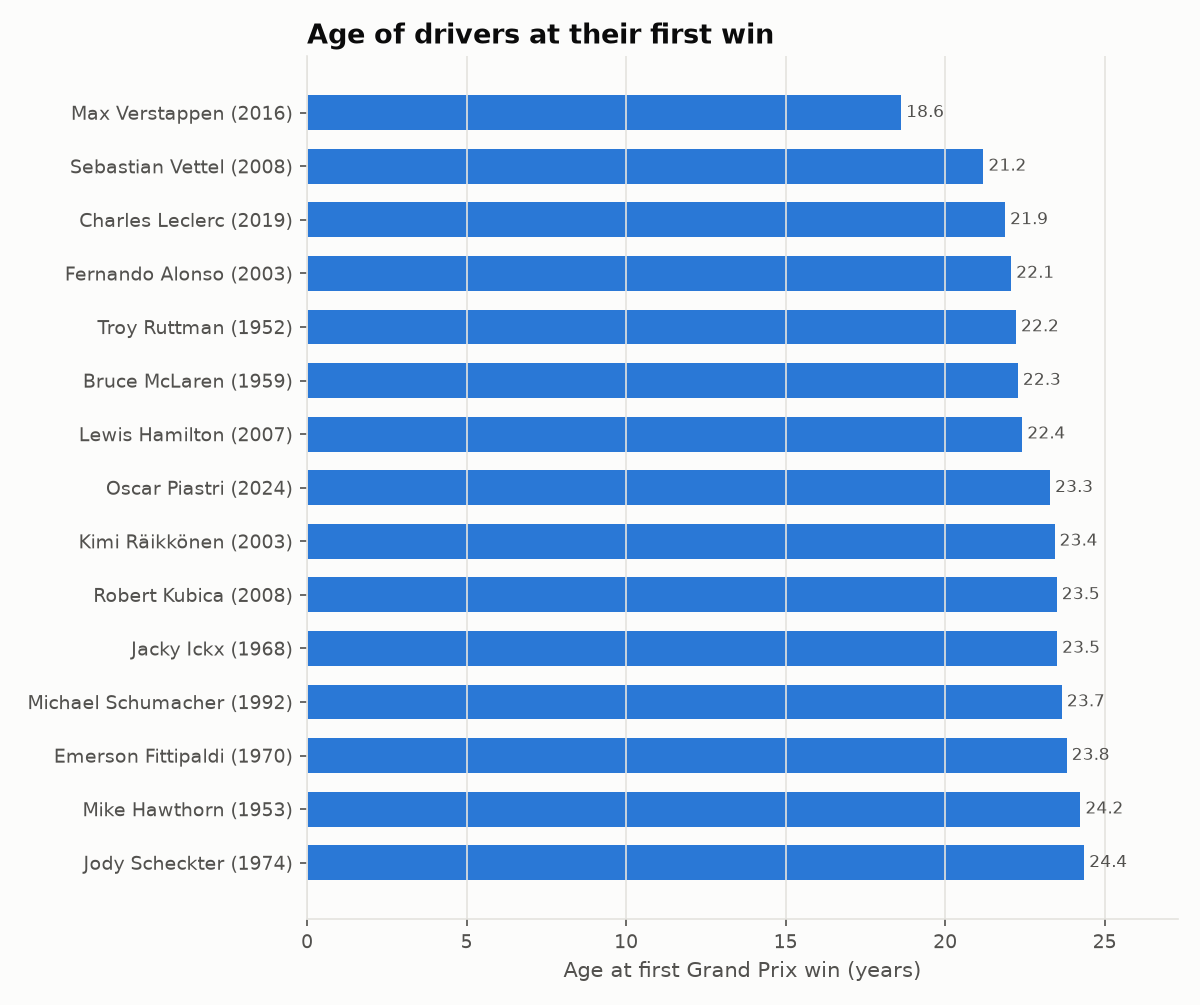 Age of drivers at their first win
Max Verstappen (2016) 18.6
Sebastian Vettel (2008) 21.2
Charles Leclerc (2019) 21.9
Fernando Alonso (2003) 22.1
Troy Ruttman (1952) 22.2
Bruce McLaren (1959) 22.3
Lewis Hamilton (2007) 22.4
Oscar Piastri (2024) 23.3
Kimi Räikkönen (2003) 23.4
Robert Kubica (2008) 23.5
Jacky Ickx (1968) 23.5
Michael Schumacher (1992) 23.7
Emerson Fittipaldi (1970) 23.8
Mike Hawthorn (1953) 24.2
Jody Scheckter (1974) 24.4
0 5 10 15 20 25
Age at first Grand Prix win (years)